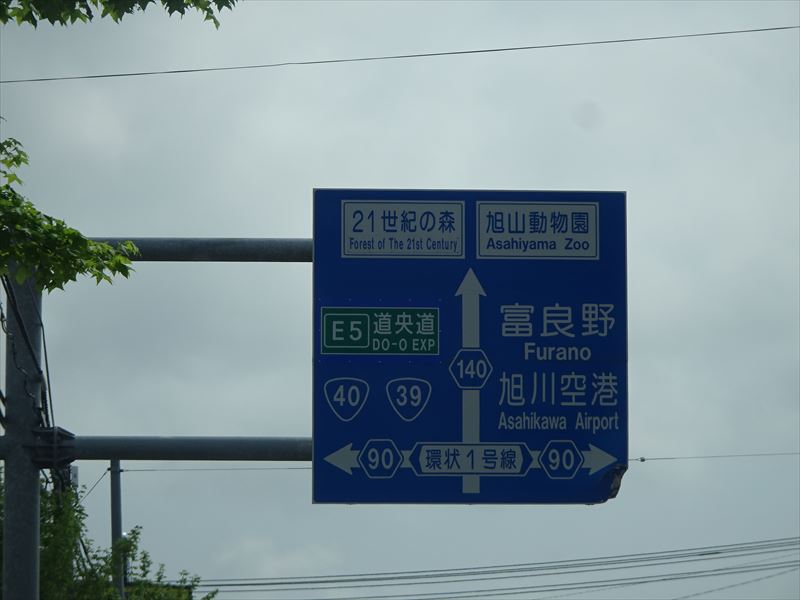 21世紀の森
Forest of The 21st Century
旭山動物園
Asahiyama Zoo
E5
道央道
DO-O EXP
富良野
Furano
140
40
39
旭川空港
Asahikawa Airport
90
環状1号線
90